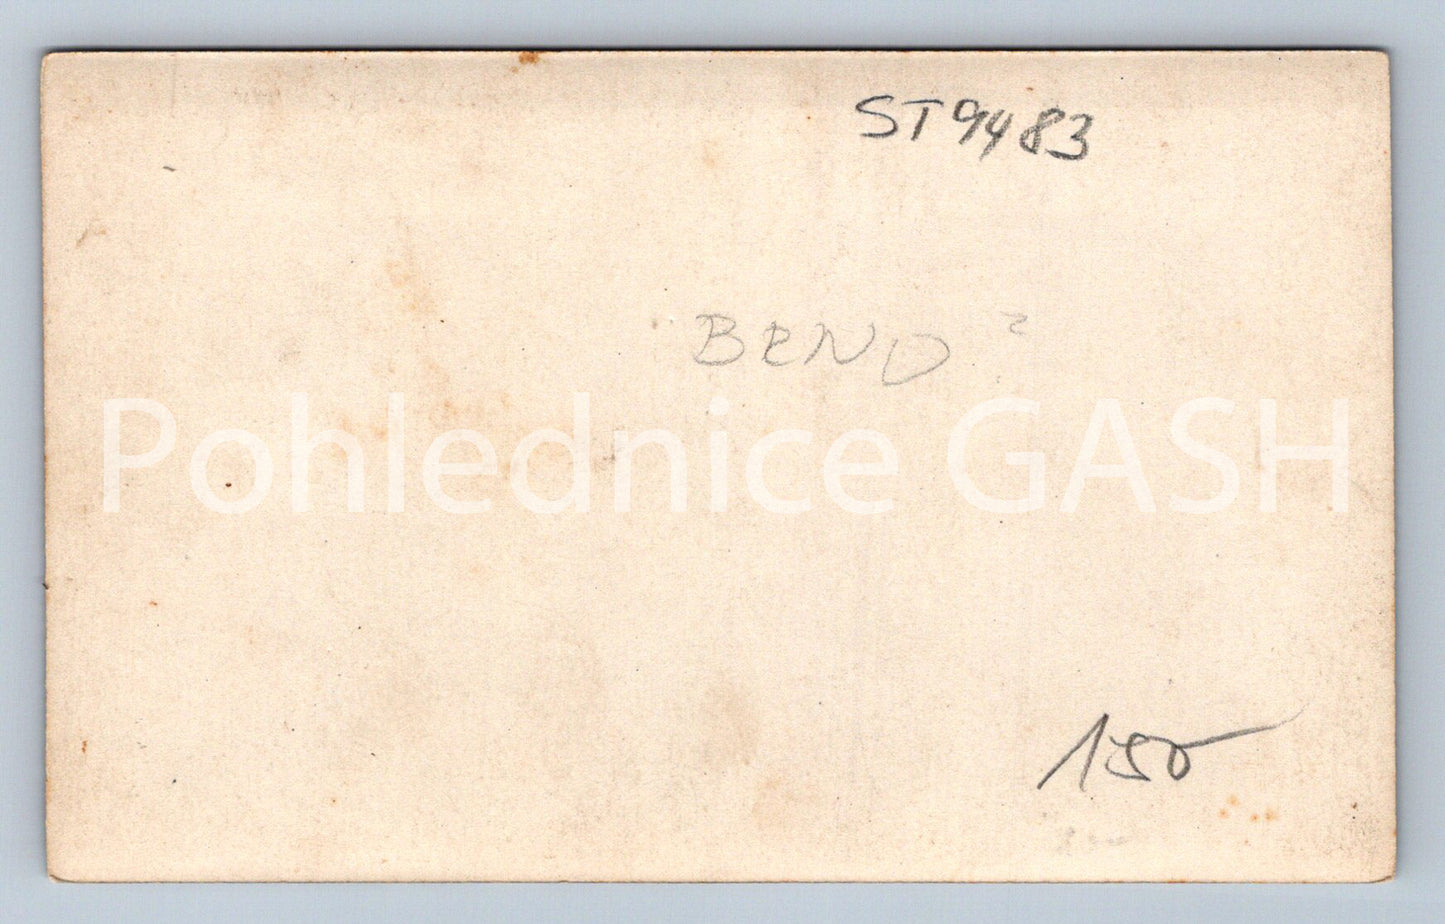 ST9483
BEND ?
Pohlednice GASH
150